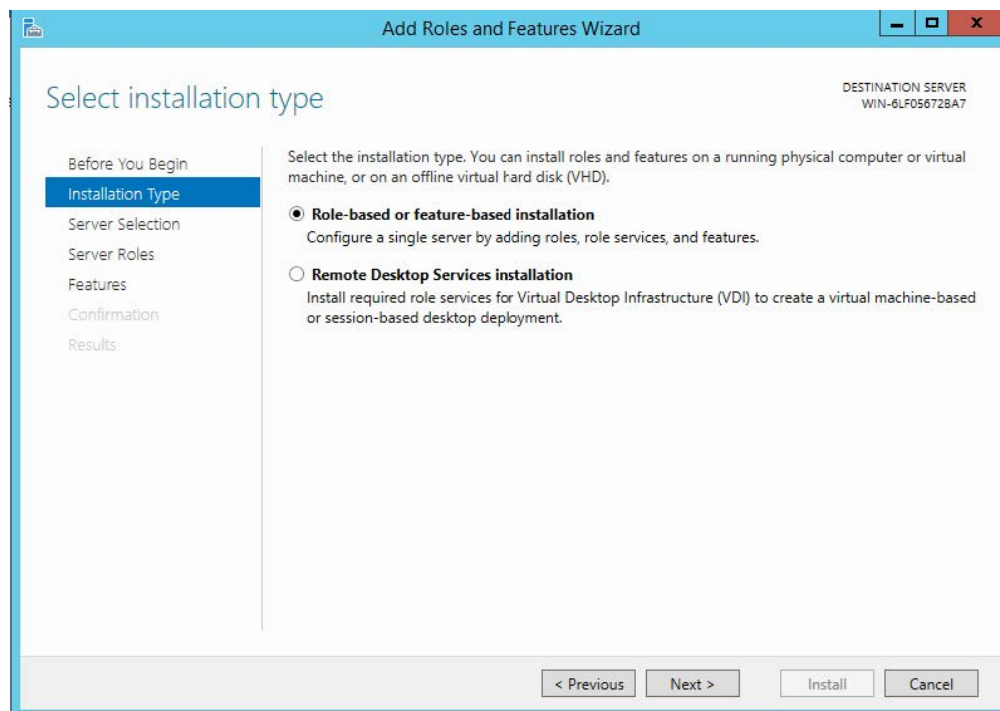 Add Roles and Features Wizard
Select installation type
DESTINATION SERVER
WIN-6LF05672BA7
Before You Begin
Installation Type
Server Selection
Server Roles
Features
Confirmation
Results
Select the installation type. You can install roles and features on a running physical computer or virtual
machine, or on an offline virtual hard disk (VHD).
Role-based or feature-based installation
Configure a single server by adding roles, role services, and features.
Remote Desktop Services installation
Install required role services for Virtual Desktop Infrastructure (VDI) to create a virtual machine-based
or session-based desktop deployment.
< Previous
Next >
Install
Cancel